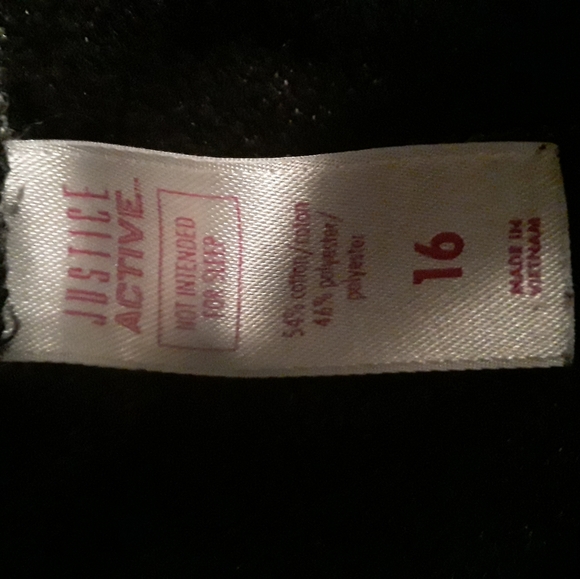 JUSTICE
ACTIVE
NOT INTENDED
FOR SLEEP
54% cotton/coton
46% polyester/
polyester
16
MADE IN
VIETNAM